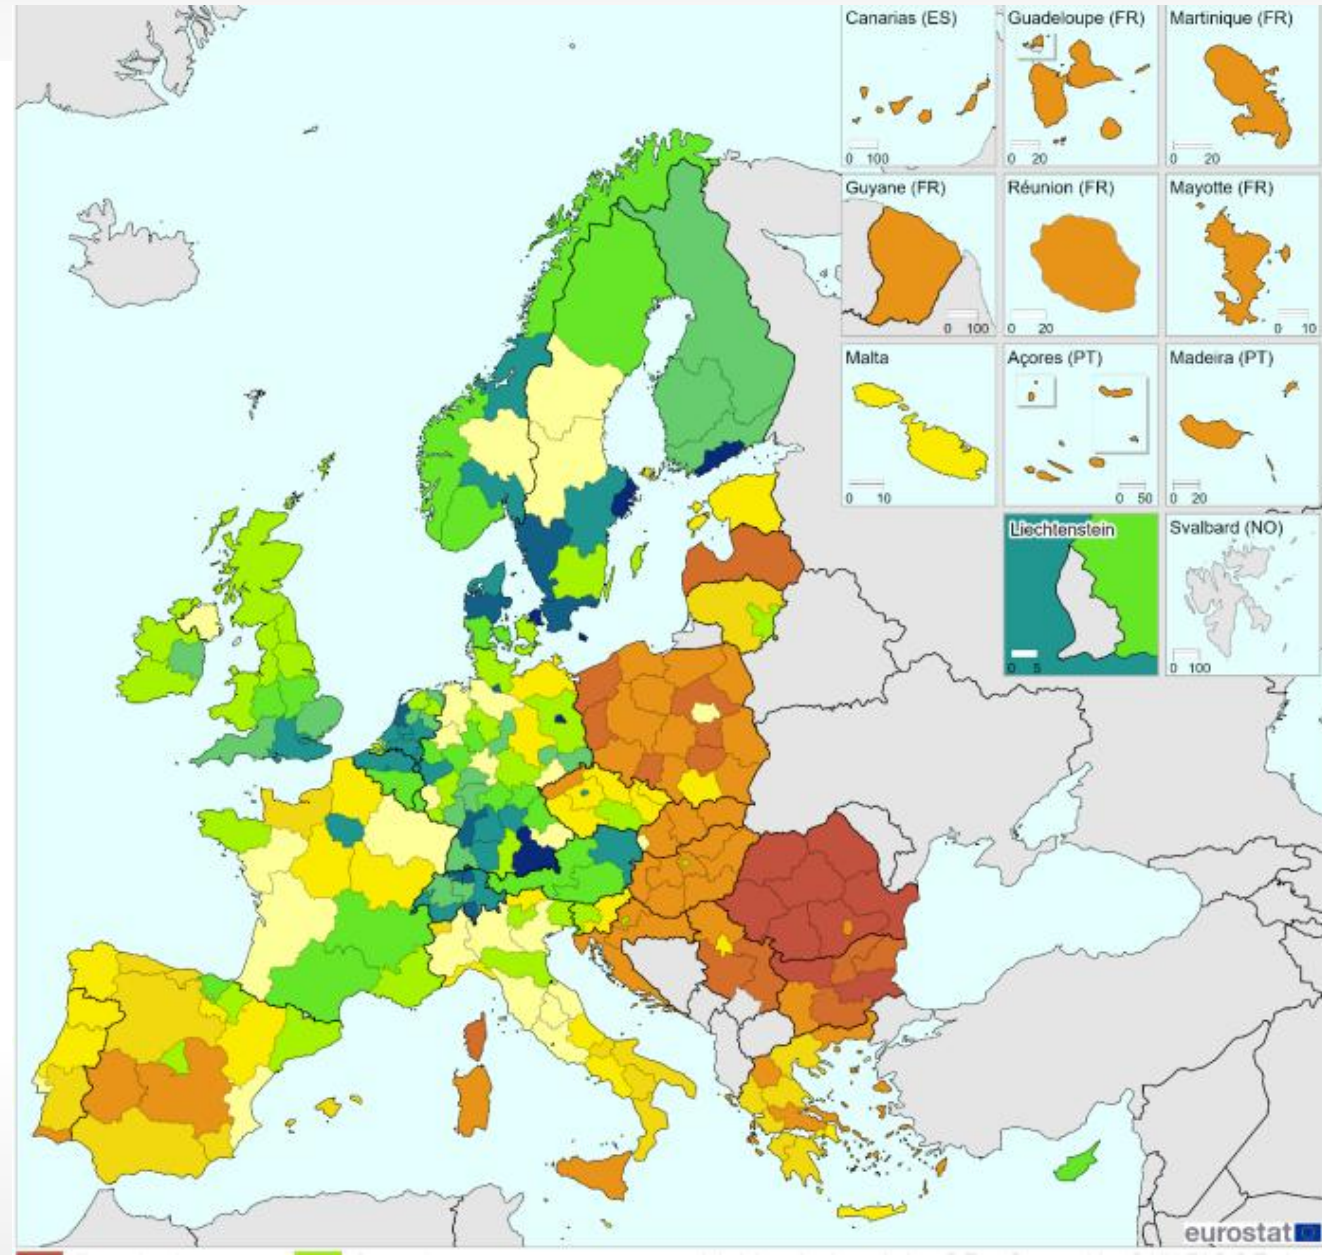 Canarias (ES)
0 100
Guadeloupe (FR)
0 20
Martinique (FR)
0 20
Guyane (FR)
0 100
Réunion (FR)
0 20
Mayotte (FR)
0 10
Malta
0 10
Açores (PT)
0 50
Madeira (PT)
0 20
Liechtenstein
0 5
Svalbard (NO)
0 100
eurostat